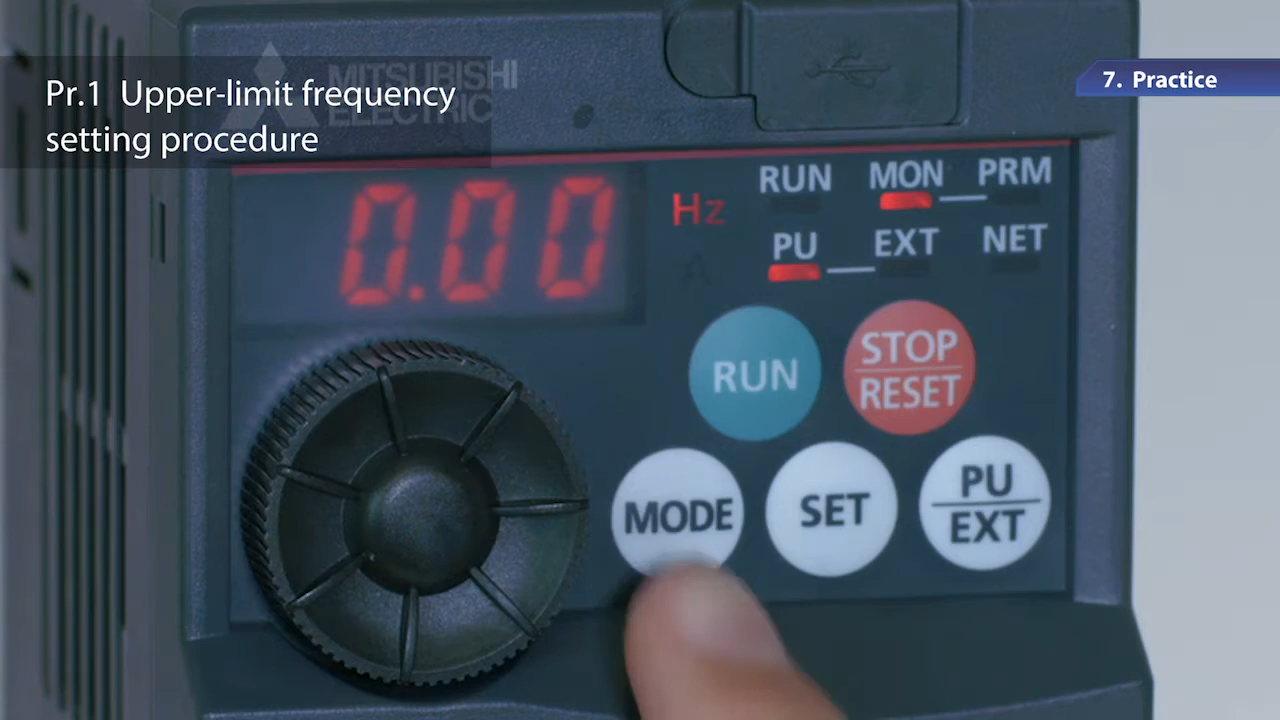 Pr.1 Upper-limit frequency
setting procedure
MITSUBISHI
ELECTRIC
7. Practice
0.00
Hz
A
RUN MON PRM
PU EXT NET
RUN
STOP
RESET
MODE
SET
PU
EXT